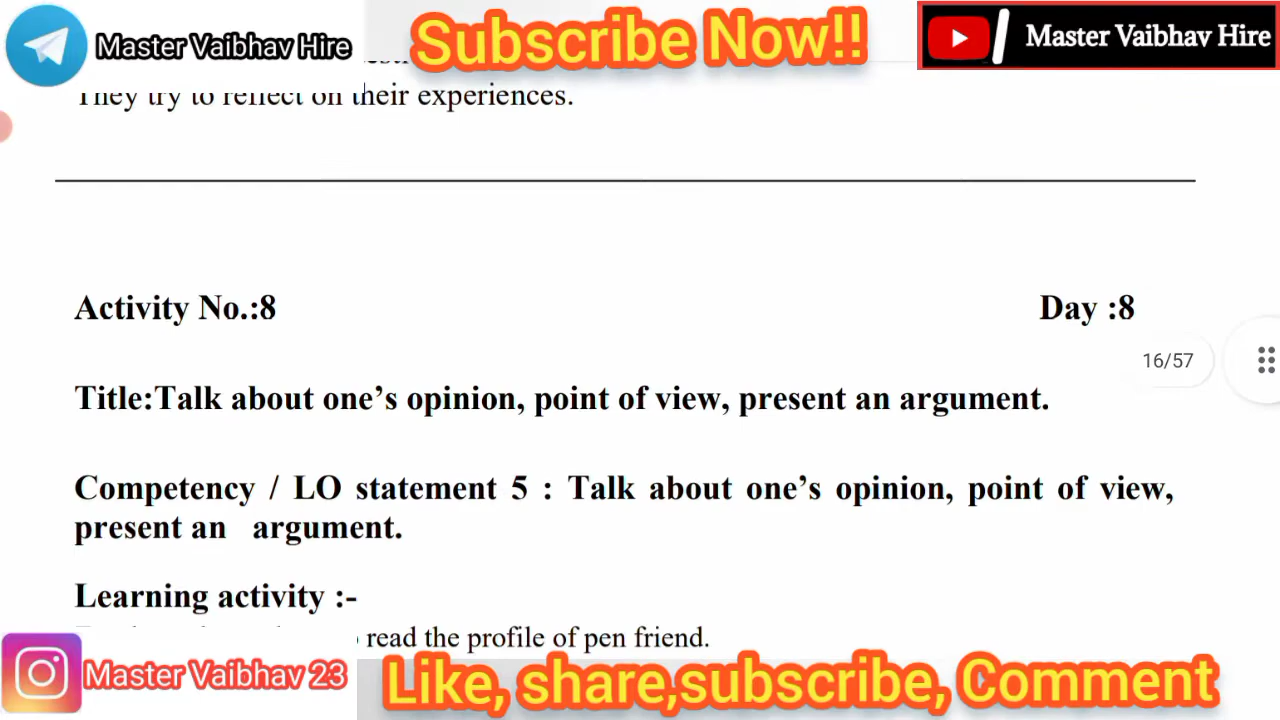 Master Vaibhav Hire
Subscribe Now!!
Master Vaibhav Hire
They try to reflect on their experiences.
Activity No.:8
Day :8
16/57
Title:Talk about one’s opinion, point of view, present an argument.
Competency / LO statement 5 : Talk about one’s opinion, point of view,
present an argument.
Learning activity :-
read the profile of pen friend.
Master Vaibhav 23
Like, share,subscribe, Comment